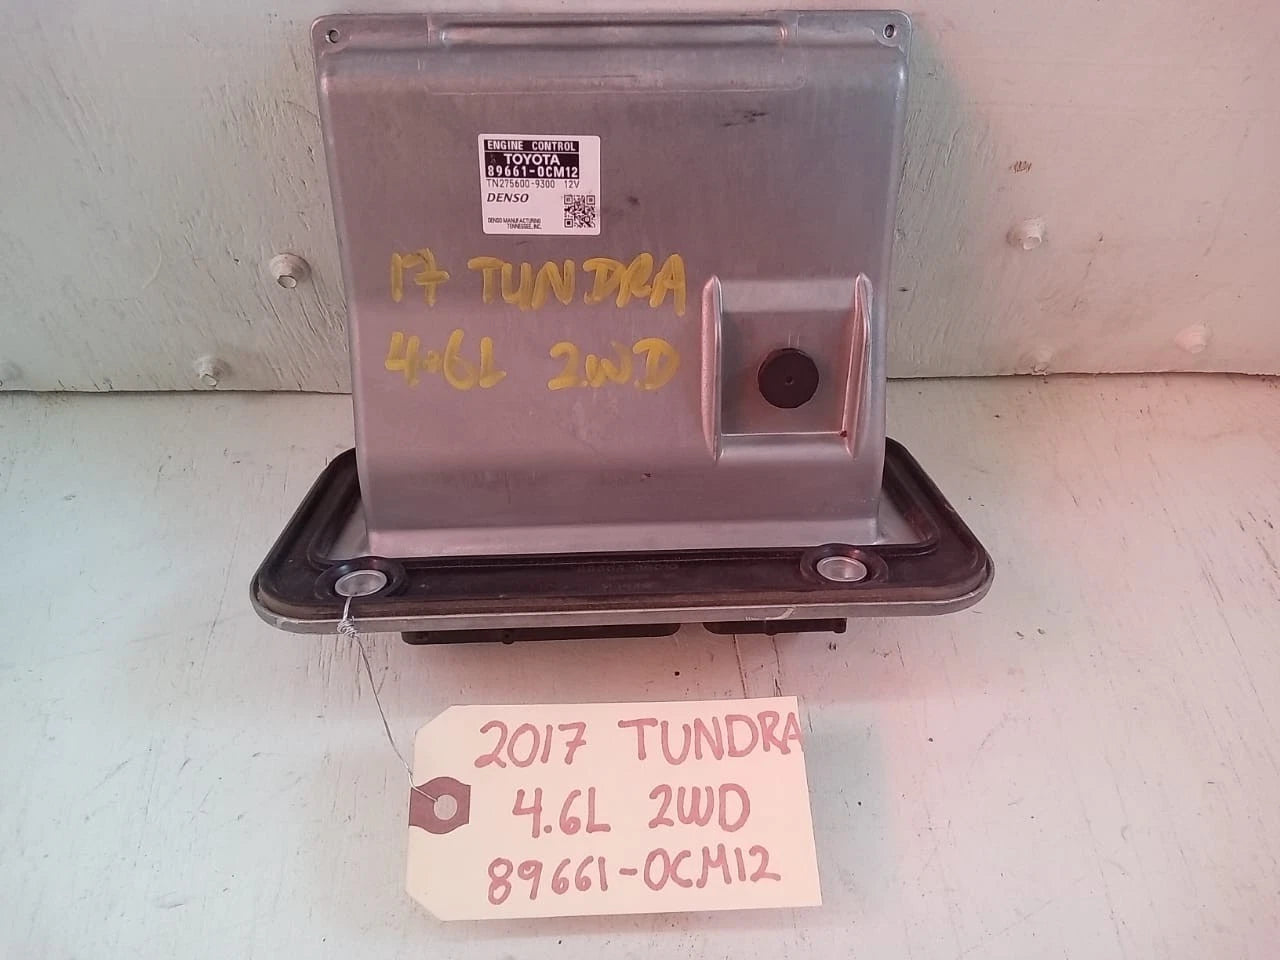 ENGINE CONTROL
TOYOTA
89661-0CM12
TN275600-9300 12V
DENSO
DENSO MANUFACTURING
TENNESSEE, INC.
17 TUNDRA
4.6L 2WD
2017 TUNDRA
4.6L 2WD
89661-0CM12